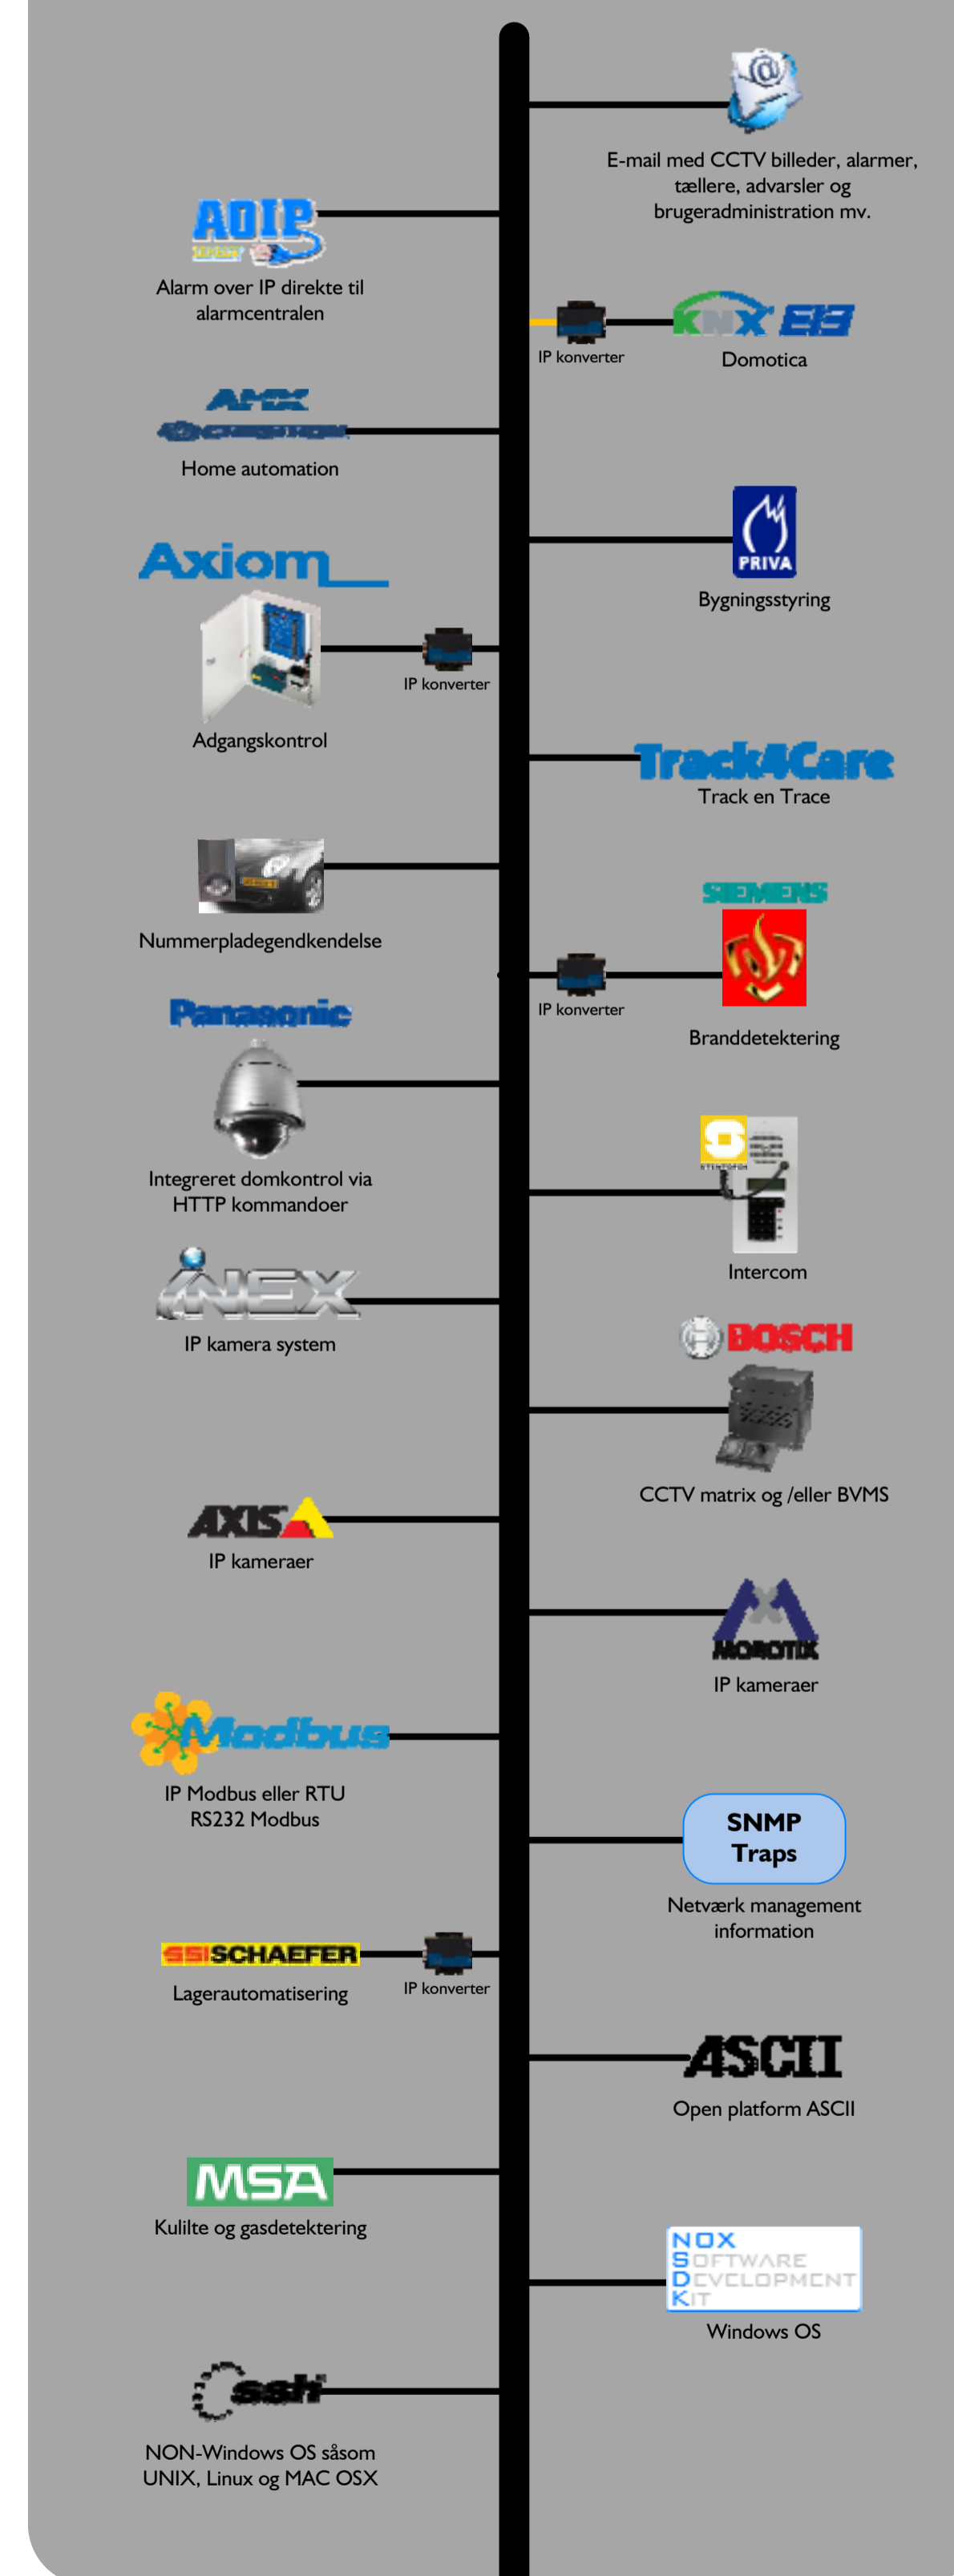 E-mail med CCTV billeder, alarmer,
tællere, advarsler og
brugeradministration mv.
AOIP
Alarm over IP direkte til
alarmcentralen
KNX EIB
IP konverter
Domotica
AMX
CRESTRON
Home automation
PRIVA
Bygningsstyring
Axiom_
IP konverter
Adgangskontrol
Track4Care
Track en Trace
Nummerpladegendkendelse
SIEMENS
IP konverter
Branddetektering
Panasonic
Integreret domkontrol via
HTTP kommandoer
STENTOFON
Intercom
iNEX
IP kamera system
BOSCH
CCTV matrix og /eller BVMS
AXIS
IP kameraer
MOBOTIX
IP kameraer
Modbus
IP Modbus eller RTU
RS232 Modbus
SNMP
Traps
Netværk management
information
SSI SCHAEFER
Lagerautomatisering
IP konverter
ASCII
Open platform ASCII
MSA
Kulilte og gasdetektering
NOX
SOFTWARE
DEVELOPMENT
KIT
Windows OS
ssh
NON-Windows OS såsom
UNIX, Linux og MAC OSX